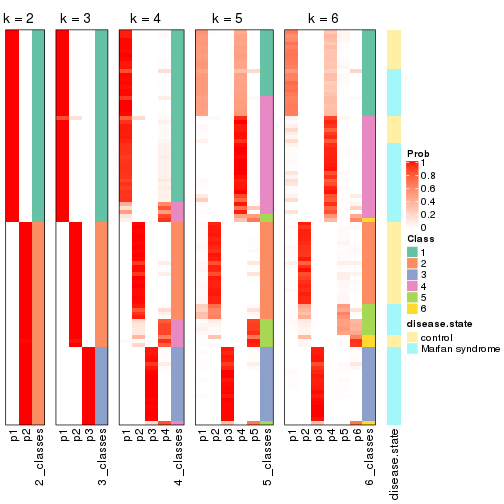 k = 2
k = 3
k = 4
k = 5
k = 6
Prob
1
0.8
0.6
0.4
0.2
0
Class
1
2
3
4
5
6
disease.state
control
Marfan syndrome
p1
p2
2_classes
p1
p2
p3
3_classes
p1
p2
p3
p4
4_classes
p1
p2
p3
p4
p5
5_classes
p1
p2
p3
p4
p5
p6
6_classes
disease.state